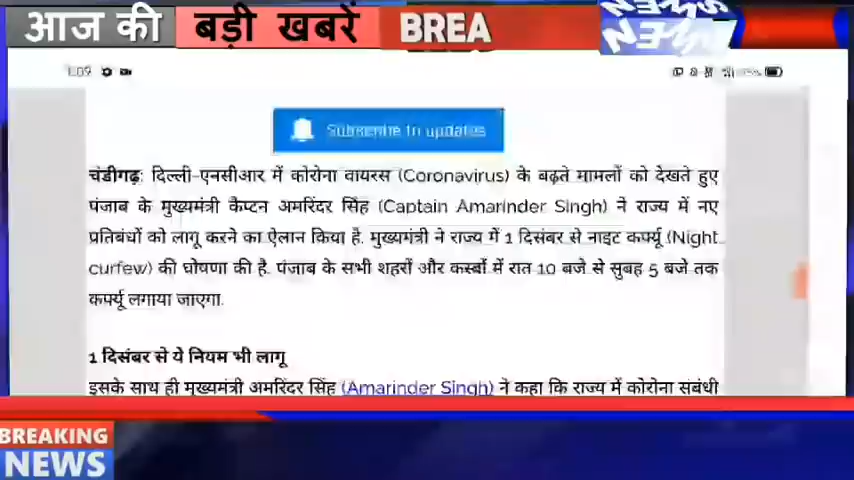 आज की बड़ी खबरें BREA
1:09
Subscribe to updates
चंडीगढ़: दिल्ली-एनसीआर में कोरोना वायरस (Coronavirus) के बढ़ते मामलों को देखते हुए
पंजाब के मुख्यमंत्री कैप्टन अमरिंदर सिंह (Captain Amarinder Singh) ने राज्य में नए
प्रतिबंधों को लागू करने का ऐलान किया है. मुख्यमंत्री ने राज्य में 1 दिसंबर से नाइट कर्फ्यू (Night
curfew) की घोषणा की है. पंजाब के सभी शहरों और कस्बों में रात 10 बजे से सुबह 5 बजे तक
कर्फ्यू लगाया जाएगा.
1 दिसंबर से ये नियम भी लागू
इसके साथ ही मुख्यमंत्री अमरिंदर सिंह (Amarinder Singh) ने कहा कि राज्य में कोरोना संबंधी
BREAKING
NEWS